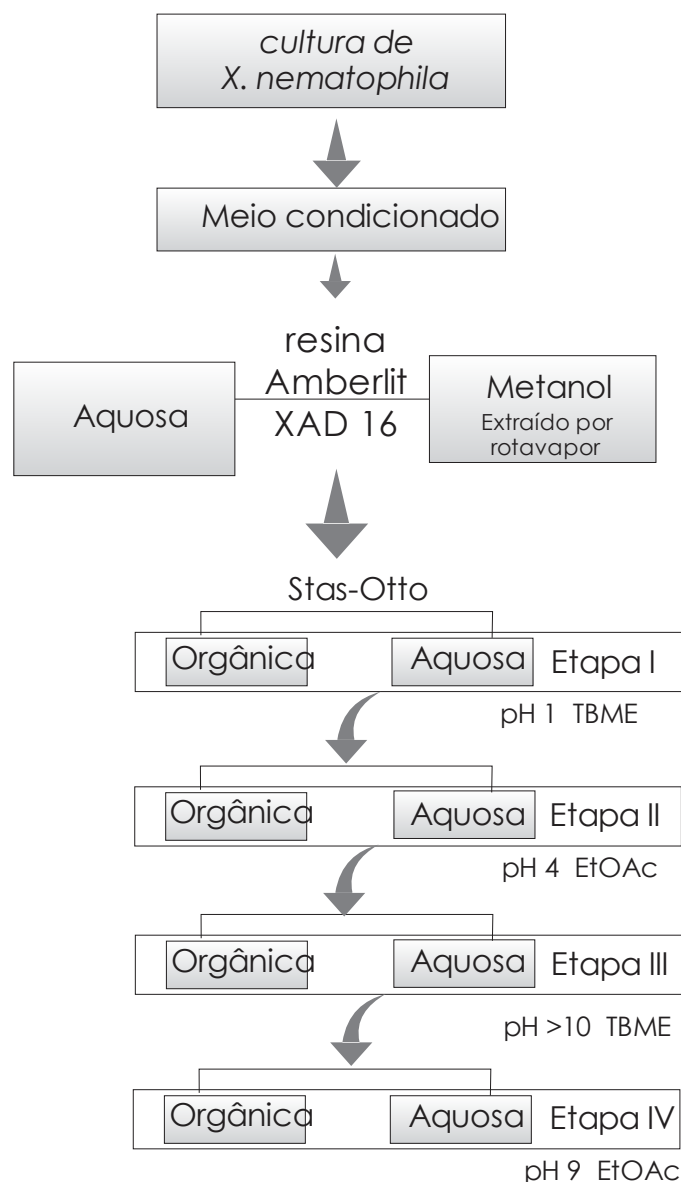 cultura de
X. nematophila
Meio condicionado
Aquosa
resina
Amberlit
XAD 16
Metanol
Extraído por
rotavapor
Stas-Otto
Orgânica Aquosa Etapa I
pH 1 TBME
Orgânica Aquosa Etapa II
pH 4 EtOAc
Orgânica Aquosa Etapa III
pH >10 TBME
Orgânica Aquosa Etapa IV
pH 9 EtOAc